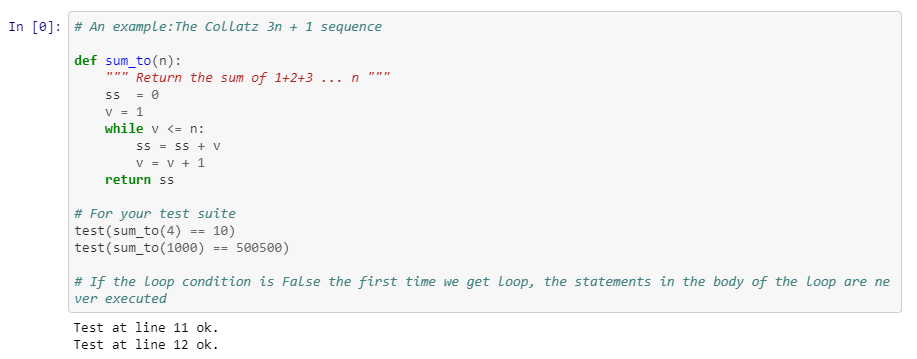 In [0]: # An example:The Collatz 3n + 1 sequence

def sum_to(n):
    """ Return the sum of 1+2+3 ... n """
    ss  = 0
    v = 1
    while v <= n:
        ss = ss + v
        v = v + 1
    return ss

# For your test suite
test(sum_to(4) == 10)
test(sum_to(1000) == 500500)

# If the loop condition is False the first time we get loop, the statements in the body of the loop are ne
ver executed
Test at line 11 ok.
Test at line 12 ok.